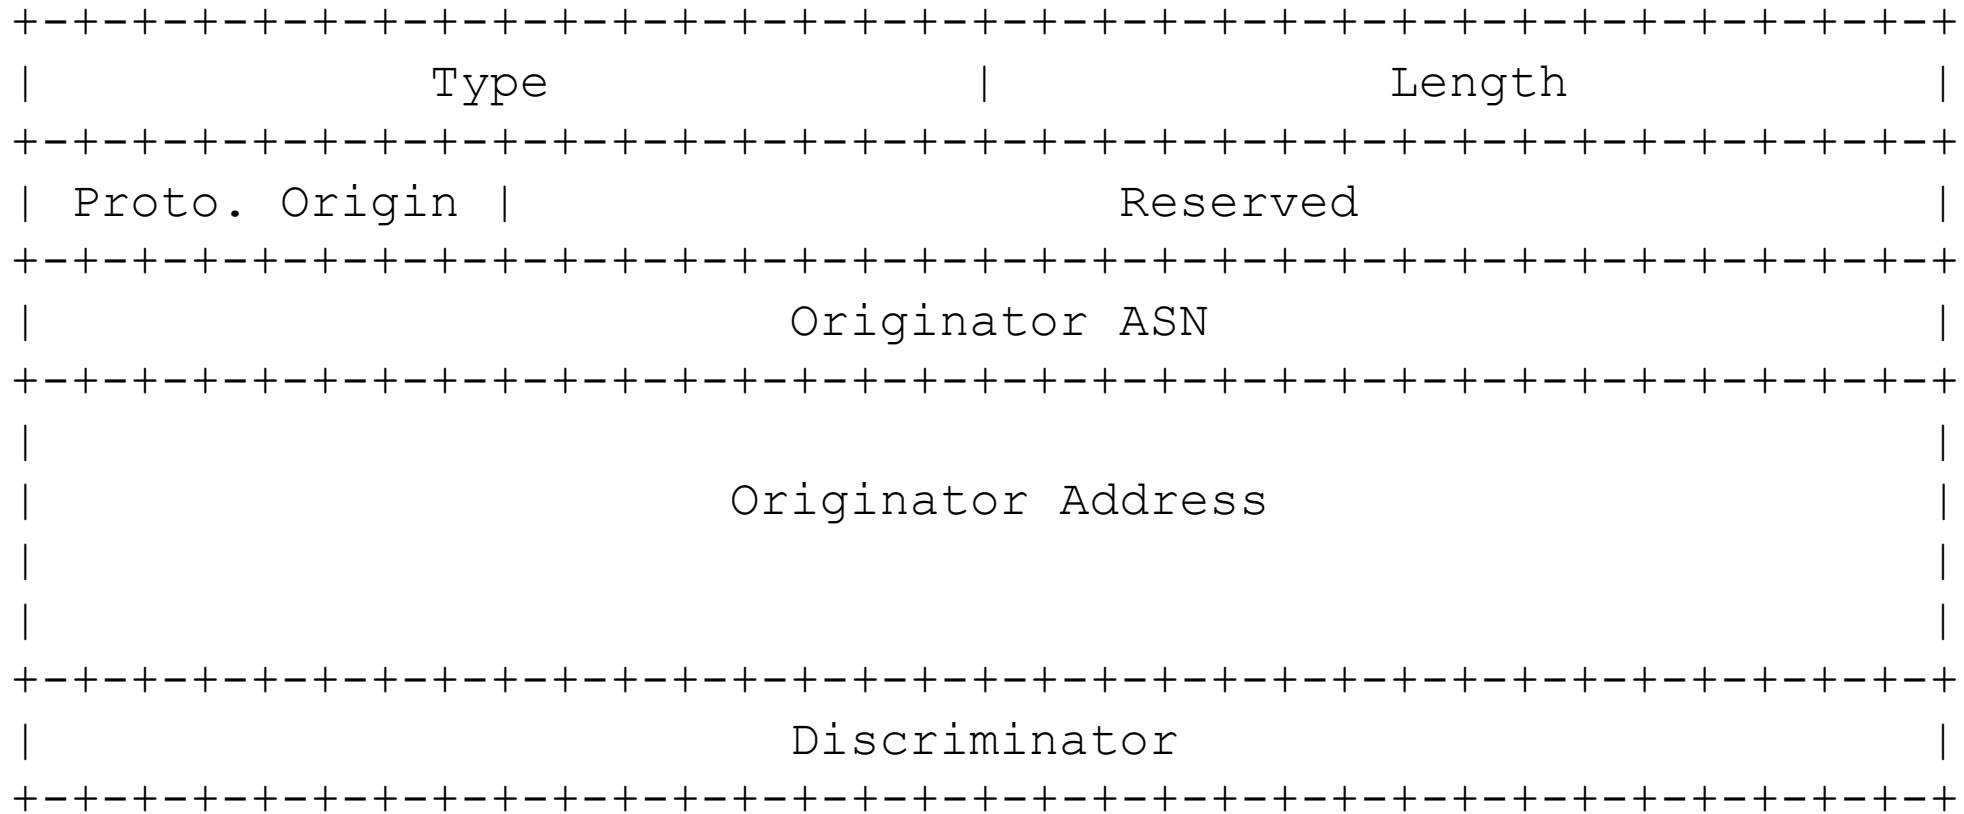 +-+-+-+-+-+-+-+-+-+-+-+-+-+-+-+-+-+-+-+-+-+-+-+-+-+-+-+-+-+-+-+-+
|             Type              |             Length            |
+-+-+-+-+-+-+-+-+-+-+-+-+-+-+-+-+-+-+-+-+-+-+-+-+-+-+-+-+-+-+-+-+
| Proto. Origin |                    Reserved                   |
+-+-+-+-+-+-+-+-+-+-+-+-+-+-+-+-+-+-+-+-+-+-+-+-+-+-+-+-+-+-+-+-+
|                         Originator ASN                        |
+-+-+-+-+-+-+-+-+-+-+-+-+-+-+-+-+-+-+-+-+-+-+-+-+-+-+-+-+-+-+-+-+
|                                                               |
|                       Originator Address                      |
|                                                               |
|                                                               |
+-+-+-+-+-+-+-+-+-+-+-+-+-+-+-+-+-+-+-+-+-+-+-+-+-+-+-+-+-+-+-+-+
|                         Discriminator                         |
+-+-+-+-+-+-+-+-+-+-+-+-+-+-+-+-+-+-+-+-+-+-+-+-+-+-+-+-+-+-+-+-+